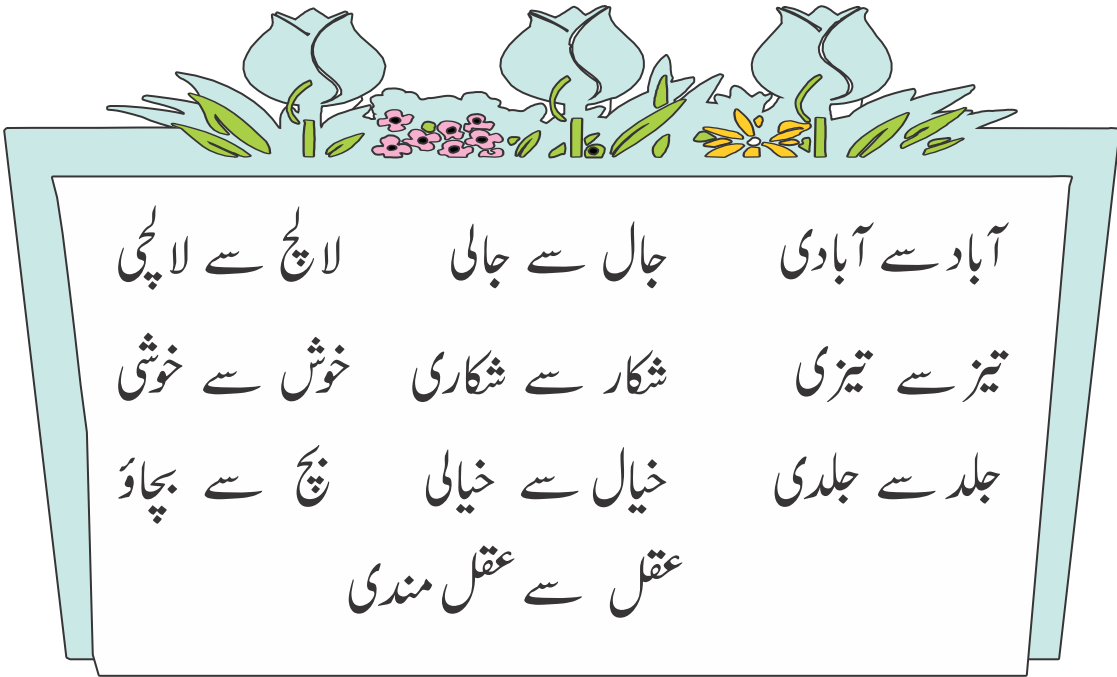 آباد سے آبادی جال سے جالی لالچ سے لالچی
تیز سے تیزی شکار سے شکاری خوش سے خوشی
جلد سے جلدی خیال سے خیالی بچ سے بچاؤ
عقل سے عقل مندی